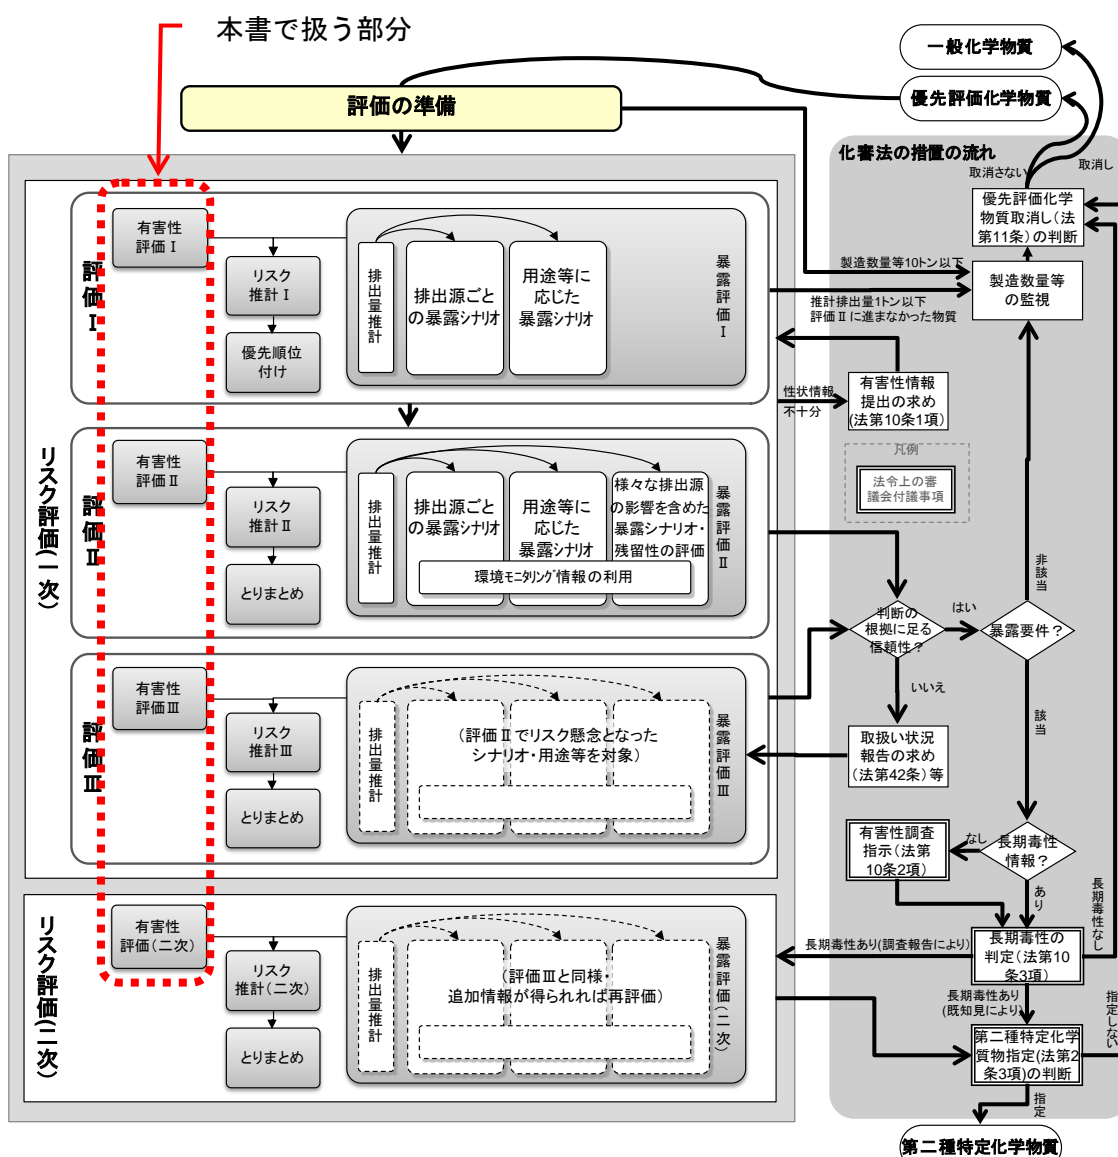 本書で扱う部分
評価の準備
一般化学物質
優先評価化学物質
化審法の措置の流れ
取消さない
取消し
優先評価化学
物質取消し(法
第11条)の判断
製造数量等10トン以下
製造数量等
の監視
推計排出量1トン以下
評価Ⅱに進まなかった物質
評価Ⅰ
有害性
評価Ⅰ
リスク
推計Ⅰ
優先順位
付け
排出量推計
排出源ごと
の暴露シナリオ
用途等に
応じた
暴露シナリオ
暴露評価Ⅰ
性状情報
不十分
有害性情報
提出の求め
(法第10条1項)
凡例
法令上の審
議会付議事項
リスク評価(一次)
評価Ⅱ
有害性
評価Ⅱ
リスク
推計Ⅱ
とりまとめ
排出量推計
排出源ごと
の暴露シナリオ
用途等に
応じた
暴露シナリオ
様々な排出源
の影響を含めた
暴露シナリオ・
残留性の評価
環境モニタリング情報の利用
暴露評価Ⅱ
判断の
根拠に足る
信頼性?
はい
いいえ
暴露要件?
非該当
該当
取扱い状況
報告の求め
(法第42条)等
評価Ⅲ
有害性
評価Ⅲ
リスク
推計Ⅲ
とりまとめ
排出量推計
(評価Ⅱでリスク懸念となった
シナリオ・用途等を対象)
暴露評価Ⅲ
有害性調査
指示(法第
10条2項)
なし
長期毒性
情報?
あり
長期毒性なし
リスク評価(二次)
有害性
評価(二次)
リスク
推計(二次)
とりまとめ
排出量推計
(評価Ⅲと同様
追加情報が得られれば再評価)
暴露評価(二次)
長期毒性あり(調査報告により)
長期毒性の
判定(法第10
条3項)
長期毒性あり
(既知見により)
指定しない
第二種特定化学
質物指定(法第2
条3項)の判断
指定
第二種特定化学物質